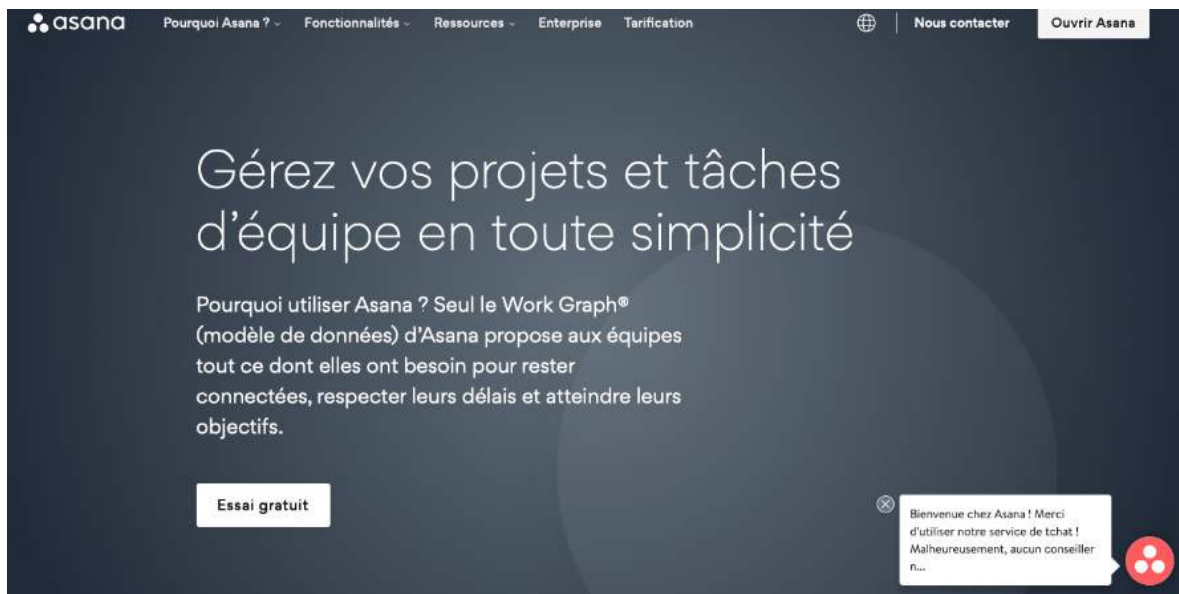 asana Pourquoi Asana ? Fonctionnalités Ressources Enterprise Tarification Nous contacter Ouvrir Asana
Gérez vos projets et tâches
d'équipe en toute simplicité
Pourquoi utiliser Asana ? Seul le Work Graph®
(modèle de données) d'Asana propose aux équipes
tout ce dont elles ont besoin pour rester
connectées, respecter leurs délais et atteindre leurs
objectifs.
Essai gratuit
Bienvenue chez Asana ! Merci
d'utiliser notre service de tchat !
Malheureusement, aucun conseiller
n...